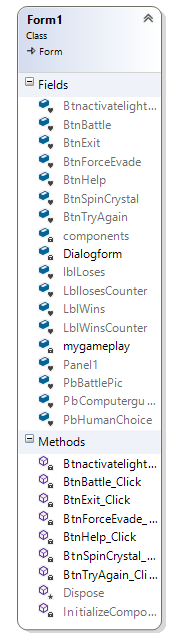 Form1
Class
Form
Fields
Btnactivatelight...
BtnBattle
BtnExit
BtnForceEvade
BtnHelp
BtnSpinCrystal
BtnTryAgain
components
Dialogform
lblLoses
LbllosesCounter
LblWins
LblWinsCounter
mygameplay
Panel1
PbBattlePic
PbComputergu...
PbHumanChoice
Methods
Btnactivatelight...
BtnBattle_Click
BtnExit_Click
BtnForceEvade_...
BtnHelp_Click
BtnSpinCrystal_...
BtnTryAgain_Cli...
Dispose
InitializeCompo...